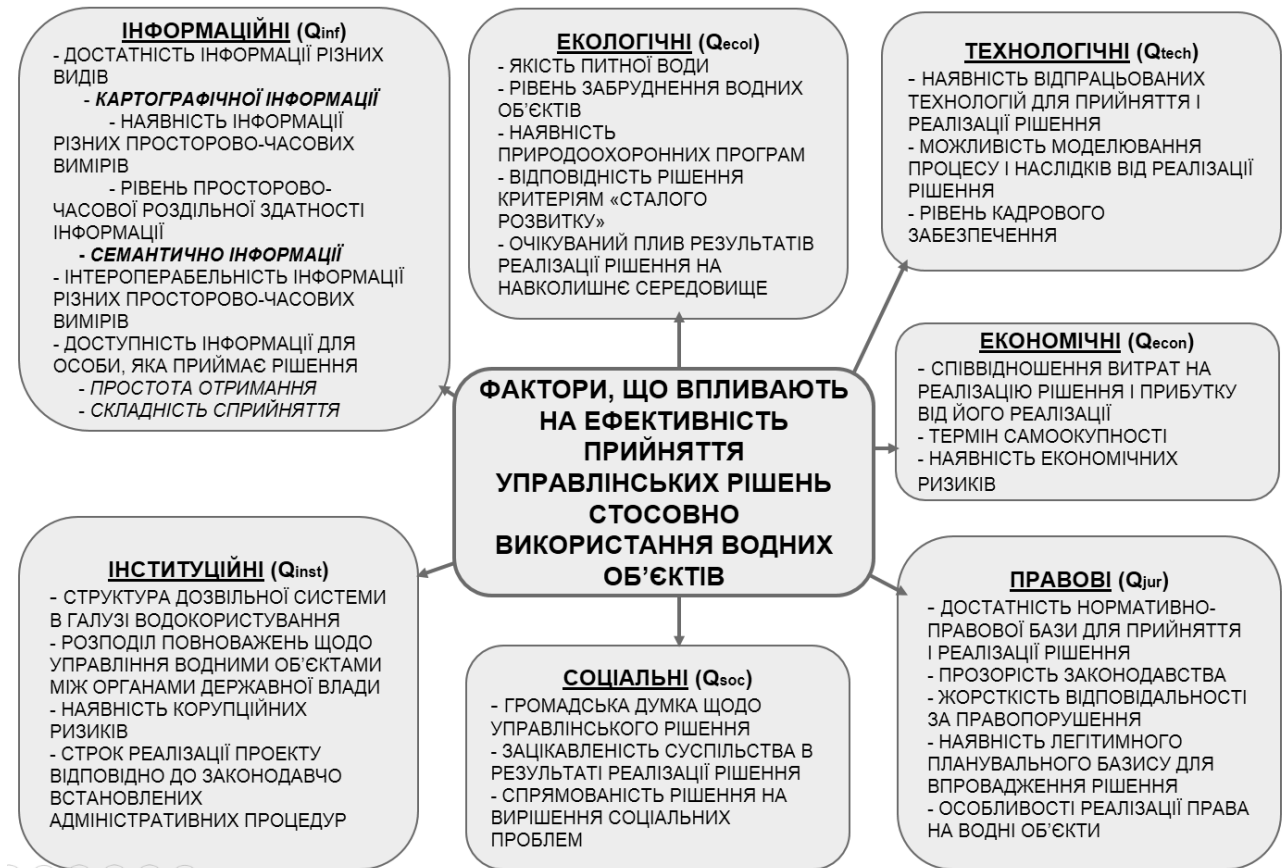 ІНФОРМАЦІЙНІ (Qinf)
- ДОСТАТНІСТЬ ІНФОРМАЦІЇ РІЗНИХ
ВИДІВ
- КАРТОГРАФІЧНОЇ ІНФОРМАЦІЇ
- НАЯВНІСТЬ ІНФОРМАЦІЇ
РІЗНИХ ПРОСТОРОВО-ЧАСОВИХ
ВИМІРІВ
- РІВЕНЬ ПРОСТОРОВО-
ЧАСОВОЇ РОЗДІЛЬНОЇ ЗДАТНОСТІ
ІНФОРМАЦІЇ
- СЕМАНТИЧНО ІНФОРМАЦІЇ
- ІНТЕРОПЕРАБЕЛЬНІСТЬ ІНФОРМАЦІЇ
РІЗНИХ ПРОСТОРОВО-ЧАСОВИХ
ВИМІРІВ
- ДОСТУПНІСТЬ ІНФОРМАЦІЇ ДЛЯ
ОСОБИ, ЯКА ПРИЙМАЄ РІШЕННЯ
- ПРОСТОТА ОТРИМАННЯ
- СКЛАДНІСТЬ СПРИЙНЯТТЯ
ЕКОЛОГІЧНІ (Qecol)
- ЯКІСТЬ ПИТНОЇ ВОДИ
- РІВЕНЬ ЗАБРУДНЕННЯ ВОДНИХ
ОБ’ЄКТІВ
- НАЯВНІСТЬ
ПРИРОДООХОРОННИХ ПРОГРАМ
- ВІДПОВІДНІСТЬ РІШЕННЯ
КРИТЕРІЯМ «СТАЛОГО
РОЗВИТКУ»
- ОЧІКУВАНИЙ ПЛИВ РЕЗУЛЬТАТІВ
РЕАЛІЗАЦІЇ РІШЕННЯ НА
НАВКОЛИШНЄ СЕРЕДОВИЩЕ
ТЕХНОЛОГІЧНІ (Qtech)
- НАЯВНІСТЬ ВІДПРАЦЬОВАНИХ
ТЕХНОЛОГІЙ ДЛЯ ПРИЙНЯТТЯ І
РЕАЛІЗАЦІЇ РІШЕННЯ
- МОЖЛИВІСТЬ МОДЕЛЮВАННЯ
ПРОЦЕСУ І НАСЛІДКІВ ВІД РЕАЛІЗАЦІЇ
РІШЕННЯ
- РІВЕНЬ КАДРОВОГО
ЗАБЕЗПЕЧЕННЯ
ЕКОНОМІЧНІ (Qecon)
- СПІВВІДНОШЕННЯ ВИТРАТ НА
РЕАЛІЗАЦІЮ РІШЕННЯ І ПРИБУТКУ
ВІД ЙОГО РЕАЛІЗАЦІЇ
- ТЕРМІН САМООКУПНОСТІ
- НАЯВНІСТЬ ЕКОНОМІЧНИХ
РИЗИКІВ
ФАКТОРИ, ЩО ВПЛИВАЮТЬ
НА ЕФЕКТИВНІСТЬ
ПРИЙНЯТТЯ
УПРАВЛІНСЬКИХ РІШЕНЬ
СТОСОВНО
ВИКОРИСТАННЯ ВОДНИХ
ОБ’ЄКТІВ
ІНСТИТУЦІЙНІ (Qinst)
- СТРУКТУРА ДОЗВІЛЬНОЇ СИСТЕМИ
В ГАЛУЗІ ВОДОКОРИСТУВАННЯ
- РОЗПОДІЛ ПОВНОВАЖЕНЬ ЩОДО
УПРАВЛІННЯ ВОДНИМИ ОБ’ЄКТАМИ
МІЖ ОРГАНАМИ ДЕРЖАВНОЇ ВЛАДИ
- НАЯВНІСТЬ КОРУПЦІЙНИХ
РИЗИКІВ
- СТРОК РЕАЛІЗАЦІЇ ПРОЕКТУ
ВІДПОВІДНО ДО ЗАКОНОДАВЧО
ВСТАНОВЛЕНИХ
АДМІНІСТРАТИВНИХ ПРОЦЕДУР
СОЦІАЛЬНІ (Qsoc)
- ГРОМАДСЬКА ДУМКА ЩОДО
УПРАВЛІНСЬКОГО РІШЕННЯ
- ЗАЦІКАВЛЕНІСТЬ СУСПІЛЬСТВА В
РЕЗУЛЬТАТІ РЕАЛІЗАЦІЇ РІШЕННЯ
- СПРЯМОВАНІСТЬ РІШЕННЯ НА
ВИРІШЕННЯ СОЦІАЛЬНИХ
ПРОБЛЕМ
ПРАВОВІ (Qjur)
- ДОСТАТНІСТЬ НОРМАТИВНО-
ПРАВОВОЇ БАЗИ ДЛЯ ПРИЙНЯТТЯ
І РЕАЛІЗАЦІЇ РІШЕННЯ
- ПРОЗОРІСТЬ ЗАКОНОДАВСТВА
- ЖОРСТКІСТЬ ВІДПОВІДАЛЬНОСТІ
ЗА ПРАВОПОРУШЕННЯ
- НАЯВНІСТЬ ЛЕГІТИМНОГО
ПЛАНУВАЛЬНОГО БАЗИСУ ДЛЯ
ВПРОВАДЖЕННЯ РІШЕННЯ
- ОСОБЛИВОСТІ РЕАЛІЗАЦІЇ ПРАВА
НА ВОДНІ ОБ’ЄКТИ